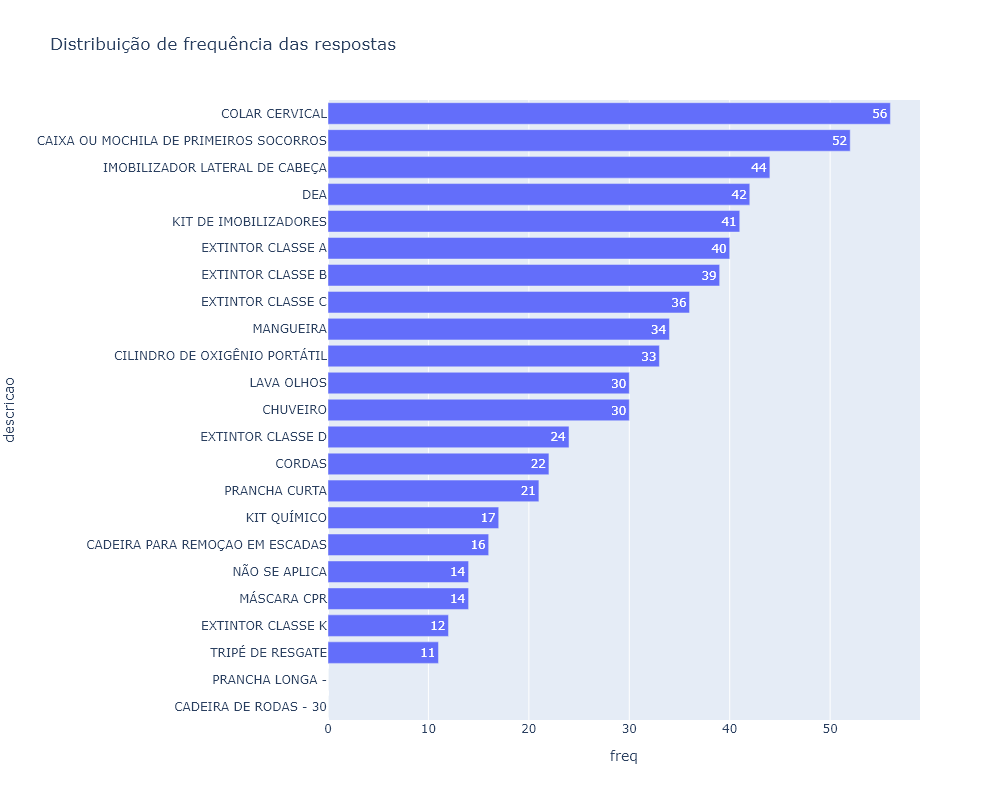 Distribuição de frequência das respostas
COLAR CERVICAL 56
CAIXA OU MOCHILA DE PRIMEIROS SOCORROS 52
IMOBILIZADOR LATERAL DE CABEÇA 44
DEA 42
KIT DE IMOBILIZADORES 41
EXTINTOR CLASSE A 40
EXTINTOR CLASSE B 39
EXTINTOR CLASSE C 36
MANGUEIRA 34
CILINDRO DE OXIGÊNIO PORTÁTIL 33
LAVA OLHOS 30
CHUVEIRO 30
EXTINTOR CLASSE D 24
CORDAS 22
PRANCHA CURTA 21
KIT QUÍMICO 17
CADEIRA PARA REMOÇAO EM ESCADAS 16
NÃO SE APLICA 14
MÁSCARA CPR 14
EXTINTOR CLASSE K 12
TRIPÉ DE RESGATE 11
PRANCHA LONGA -
CADEIRA DE RODAS - 30
0 10 20 30 40 50
freq
descricao